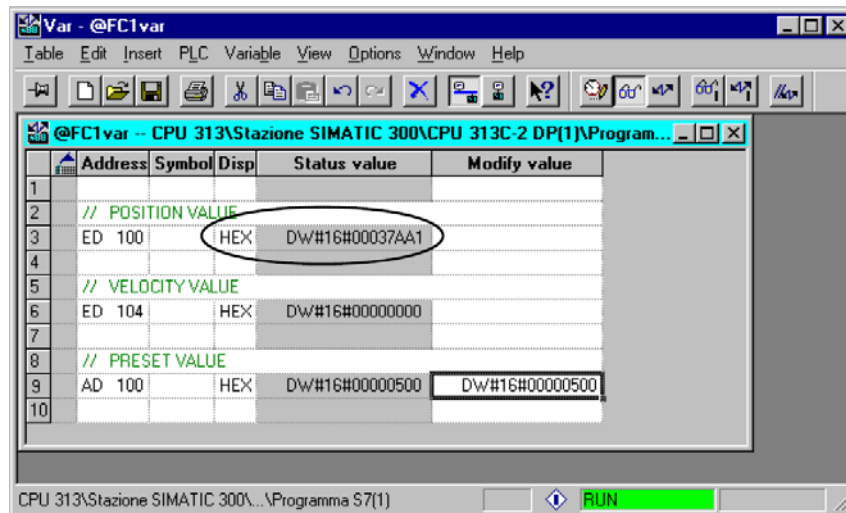 Var - @FC1var
Table Edit Insert PLC Variable View Options Window Help
@FC1var -- CPU 313\Stazione SIMATIC 300\CPU 313C-2 DP(1)\Program...
Address Symbol Disp Status value Modify value
1
2 // POSITION VALUE
3 ED 100 HEX DW#16#00037AA1
4
5 // VELOCITY VALUE
6 ED 104 HEX DW#16#00000000
7
8 // PRESET VALUE
9 AD 100 HEX DW#16#00000500 DW#16#00000500
10
CPU 313\Stazione SIMATIC 300\...\Programma S7(1) RUN